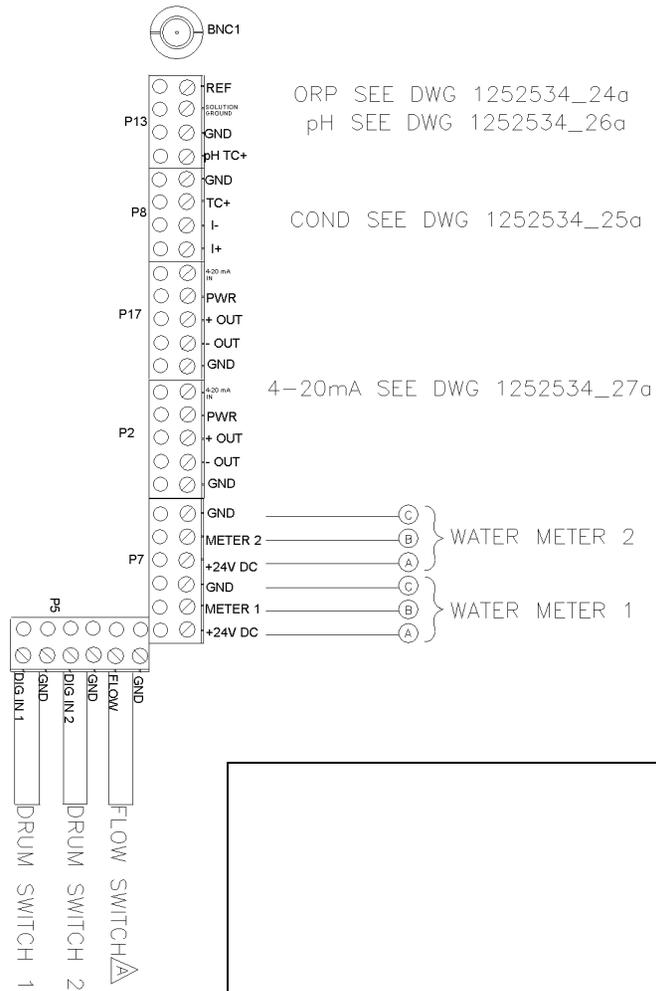 BNC1
REF
SOLUTION
GROUND
P13
GND
pH TC+
ORP SEE DWG 1252534_24a
pH SEE DWG 1252534_26a
GND
TC+
P8
I-
I+
COND SEE DWG 1252534_25a
4-20 mA
IN
PWR
P17
+ OUT
- OUT
GND
4-20 mA
IN
PWR
P2
+ OUT
- OUT
GND
4-20mA SEE DWG 1252534_27a
GND
C
METER 2
B
WATER METER 2
P7
+24V DC
A
GND
C
METER 1
B
WATER METER 1
+24V DC
A
P5
DIG IN 1
GND
DIG IN 2
GND
FLOW
GND
DRUM SWITCH 1
DRUM SWITCH 2
FLOW SWITCH A